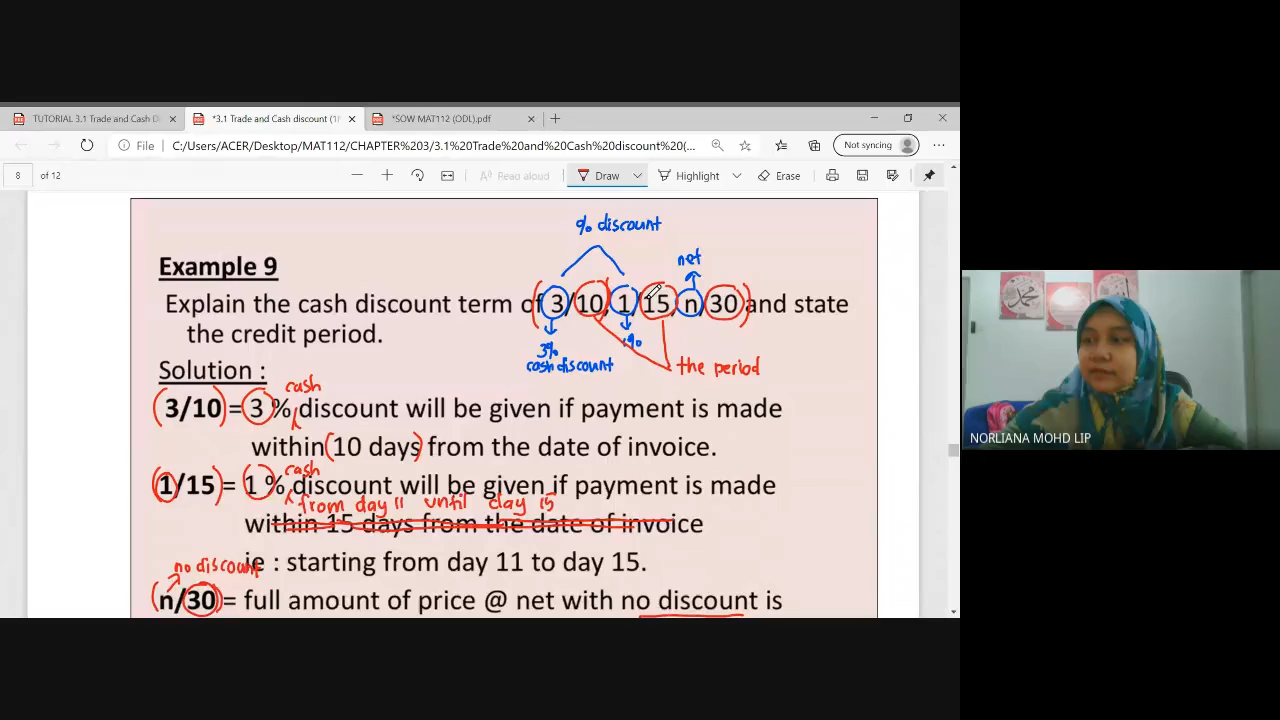 TUTORIAL 3.1 Trade and Cash D
*3.1 Trade and Cash discount (1
*SOW MAT112 (ODL).pdf
File
C:/Users/ACER/Desktop/MAT112/CHAPTER%203/3.1%20Trade%20and%20Cash%20discount%20(...
Not syncing
8 of 12
Read aloud
Draw
Highlight
Erase
% discount
net
Example 9
Explain the cash discount term of 3/10, 1/15, n/30 and state
the credit period.
3%
cash discount
1%
the period
Solution :
cash
3/10 = 3 % discount will be given if payment is made
within 10 days from the date of invoice.
cash
1/15 = 1 % discount will be given if payment is made
from day 11 until day 15
within 15 days from the date of invoice
ie : starting from day 11 to day 15.
no discount
n/30 = full amount of price @ net with no discount is
NORLIANA MOHD LIP